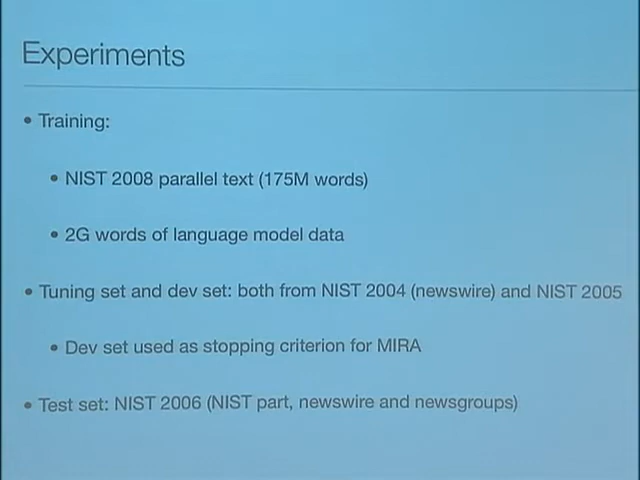 Experiments
• Training:
• NIST 2008 parallel text (175M words)
• 2G words of language model data
• Tuning set and dev set: both from NIST 2004 (newswire) and NIST 2005
• Dev set used as stopping criterion for MIRA
• Test set: NIST 2006 (NIST part, newswire and newsgroups)